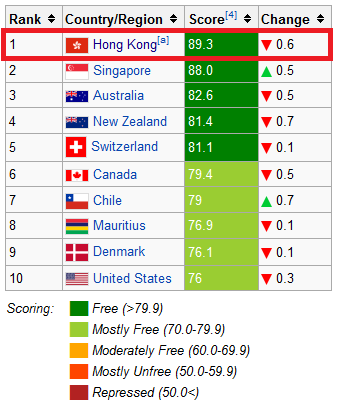 Rank Country/Region Score[4] Change
1 Hong Kong[a] 89.3 0.6
2 Singapore 88.0 0.5
3 Australia 82.6 0.5
4 New Zealand 81.4 0.7
5 Switzerland 81.1 0.1
6 Canada 79.4 0.5
7 Chile 79 0.7
8 Mauritius 76.9 0.1
9 Denmark 76.1 0.1
10 United States 76 0.3
Scoring: Free (>79.9)
Mostly Free (70.0-79.9)
Moderately Free (60.0-69.9)
Mostly Unfree (50.0-59.9)
Repressed (50.0<)